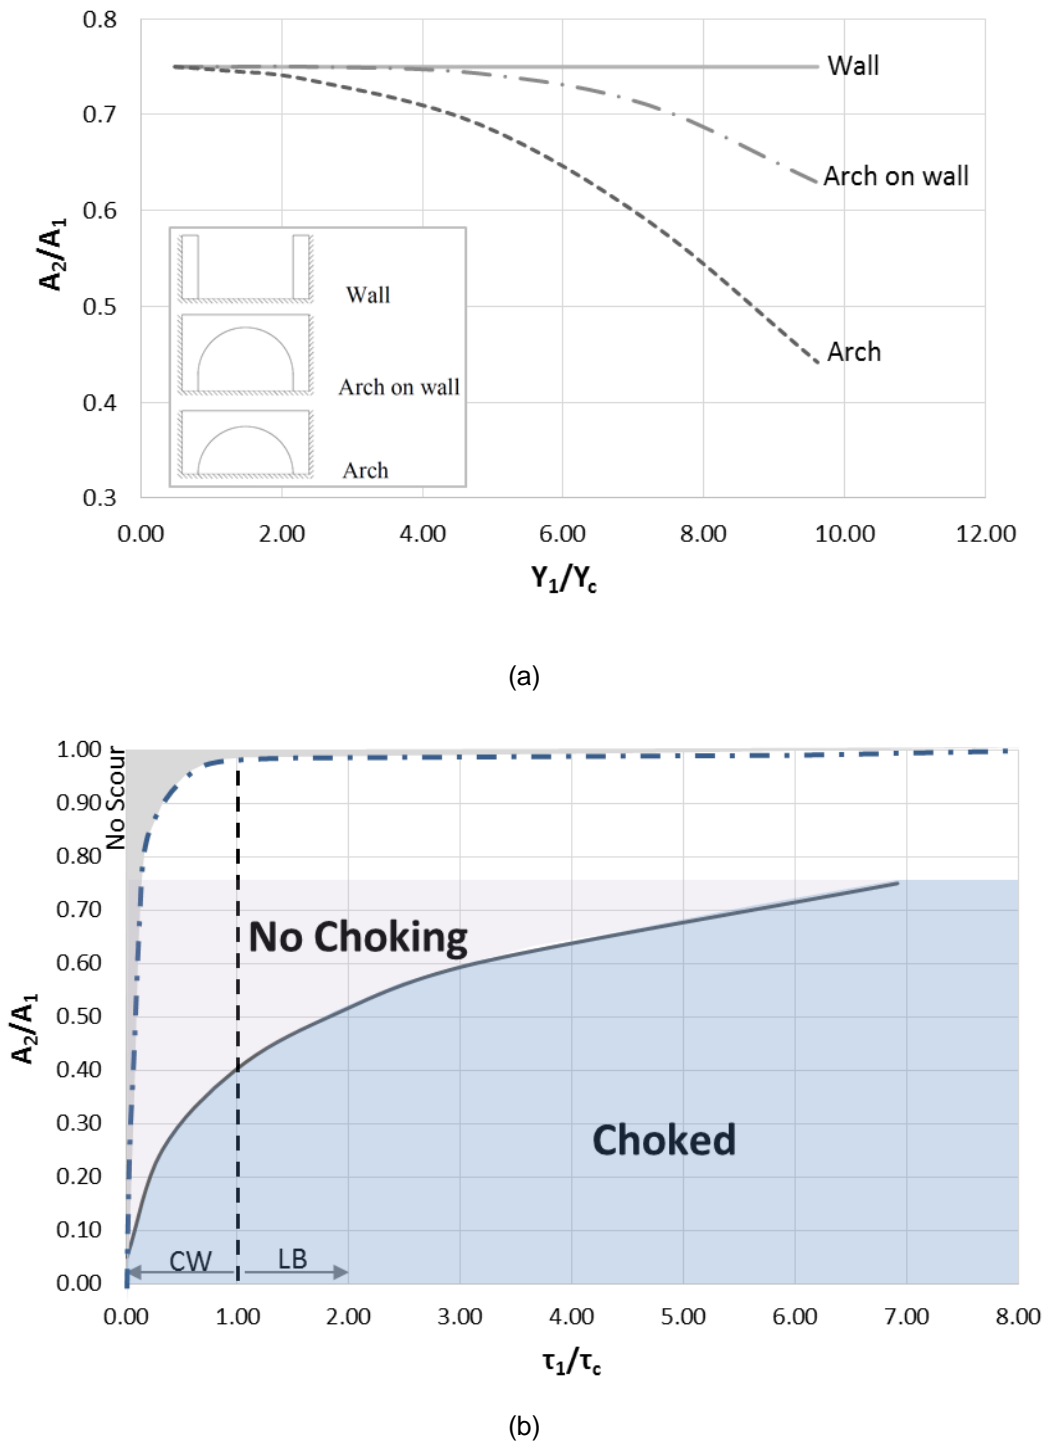 0.8
0.7
0.6
0.5
0.4
0.3
A2/A1
Wall
Arch on wall
Arch
Wall
Arch on wall
Arch
0.00 2.00 4.00 6.00 8.00 10.00 12.00
Y1/Yc
(a)
1.00
0.90
0.80
0.70
0.60
0.50
0.40
0.30
0.20
0.10
0.00
A2/A1
No Scour
No Choking
Choked
CW
LB
0.00 1.00 2.00 3.00 4.00 5.00 6.00 7.00 8.00
τ1/τc
(b)